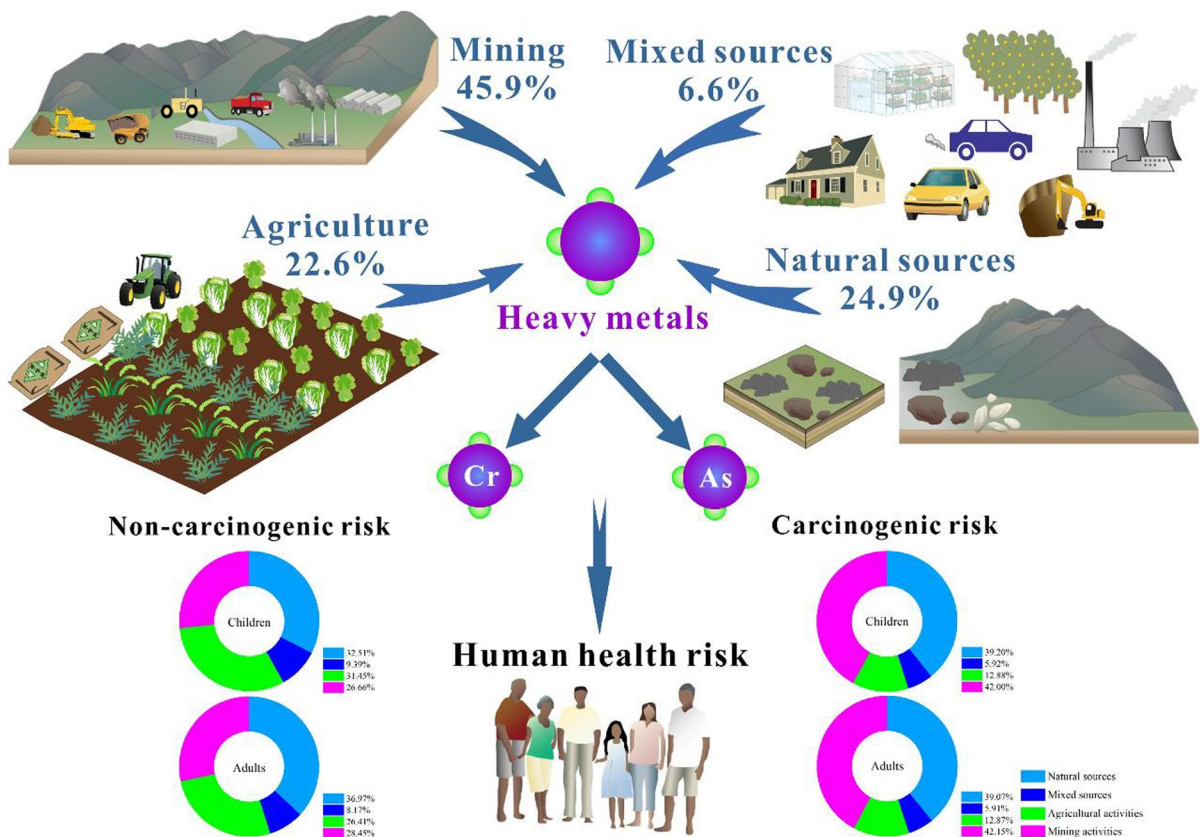 Mining
45.9%
Mixed sources
6.6%
Agriculture
22.6%
Natural sources
24.9%
Heavy metals
Cr
As
Non-carcinogenic risk
Children
32.51%
9.39%
31.45%
26.66%
Adults
36.97%
8.17%
26.41%
28.45%
Human health risk
Carcinogenic risk
Children
39.20%
5.92%
12.88%
42.00%
Adults
39.07%
5.91%
12.87%
42.15%
Natural sources
Mixed sources
Agricultural activities
Mining activities